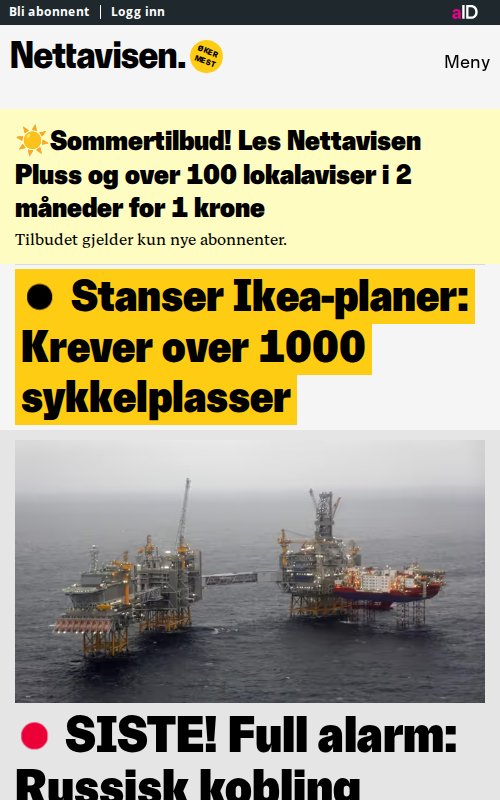 Bli abonnent | Logg inn
aID
Nettavisen.
ØKER
MEST
Meny
☀️Sommertilbud! Les Nettavisen
Pluss og over 100 lokalaviser i 2
måneder for 1 krone
Tilbudet gjelder kun nye abonnenter.
● Stanser Ikea-planer:
Krever over 1000
sykkelplasser
SISTE! Full alarm:
Russisk kobling